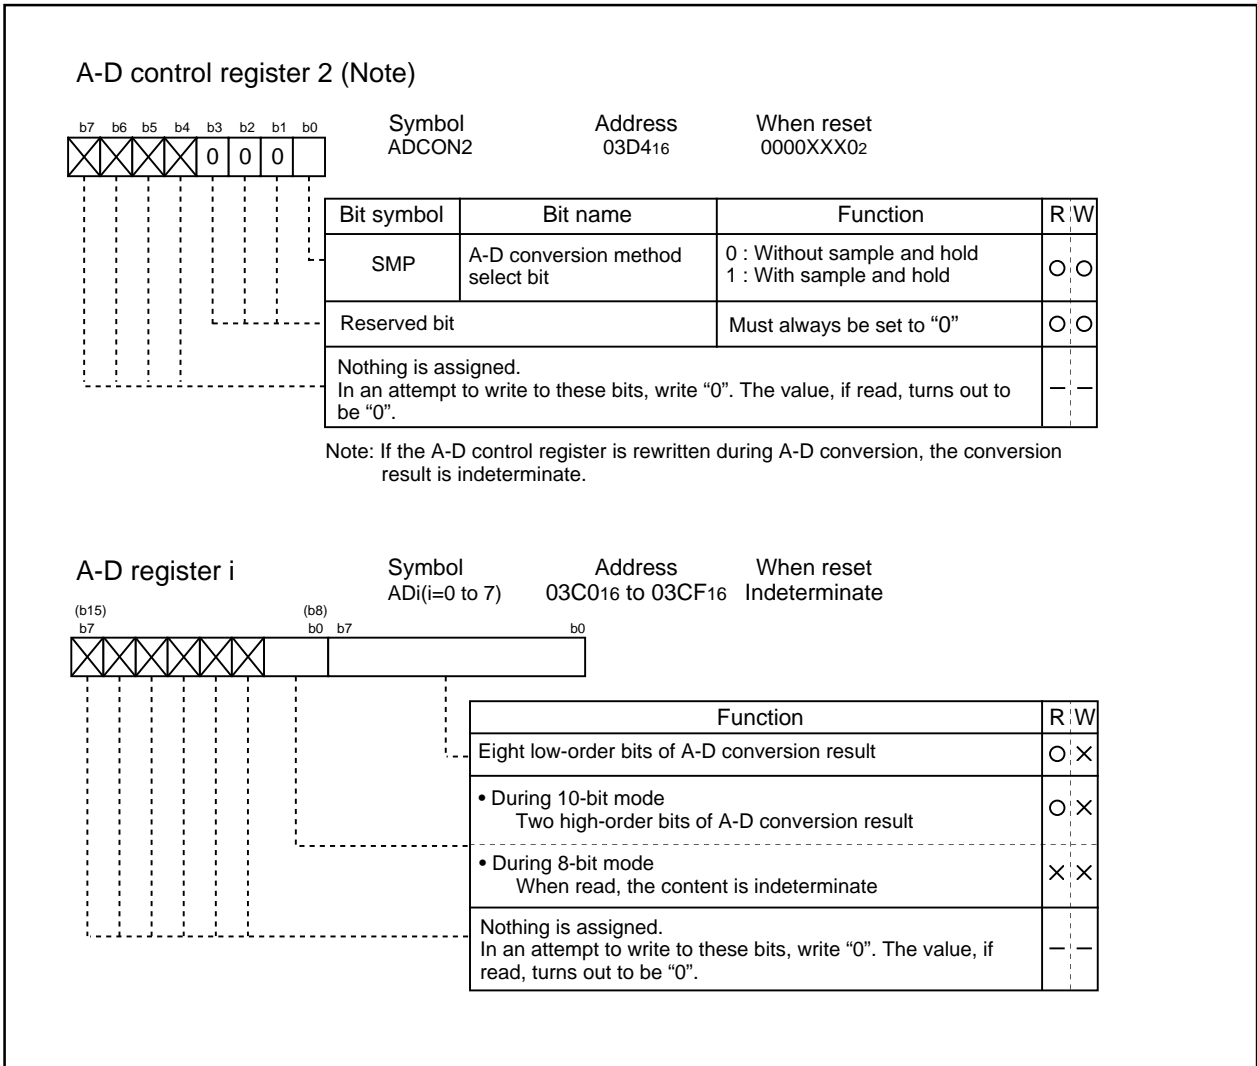 A-D control register 2 (Note)
b7 b6 b5 b4 b3 b2 b1 b0
0 0 0
Symbol Address When reset
ADCON2 03D416 0000XXX02
Bit symbol Bit name Function R W
SMP A-D conversion method select bit 0 : Without sample and hold
1 : With sample and hold
Reserved bit Must always be set to “0”
Nothing is assigned.
In an attempt to write to these bits, write “0”. The value, if read, turns out to
be “0”.
Note: If the A-D control register is rewritten during A-D conversion, the conversion
result is indeterminate.
A-D register i
Symbol Address When reset
ADi(i=0 to 7) 03C016 to 03CF16 Indeterminate
(b15) (b8)
b7 b0 b7 b0
Function R W
Eight low-order bits of A-D conversion result
• During 10-bit mode
Two high-order bits of A-D conversion result
• During 8-bit mode
When read, the content is indeterminate
Nothing is assigned.
In an attempt to write to these bits, write “0”. The value, if
read, turns out to be “0”.